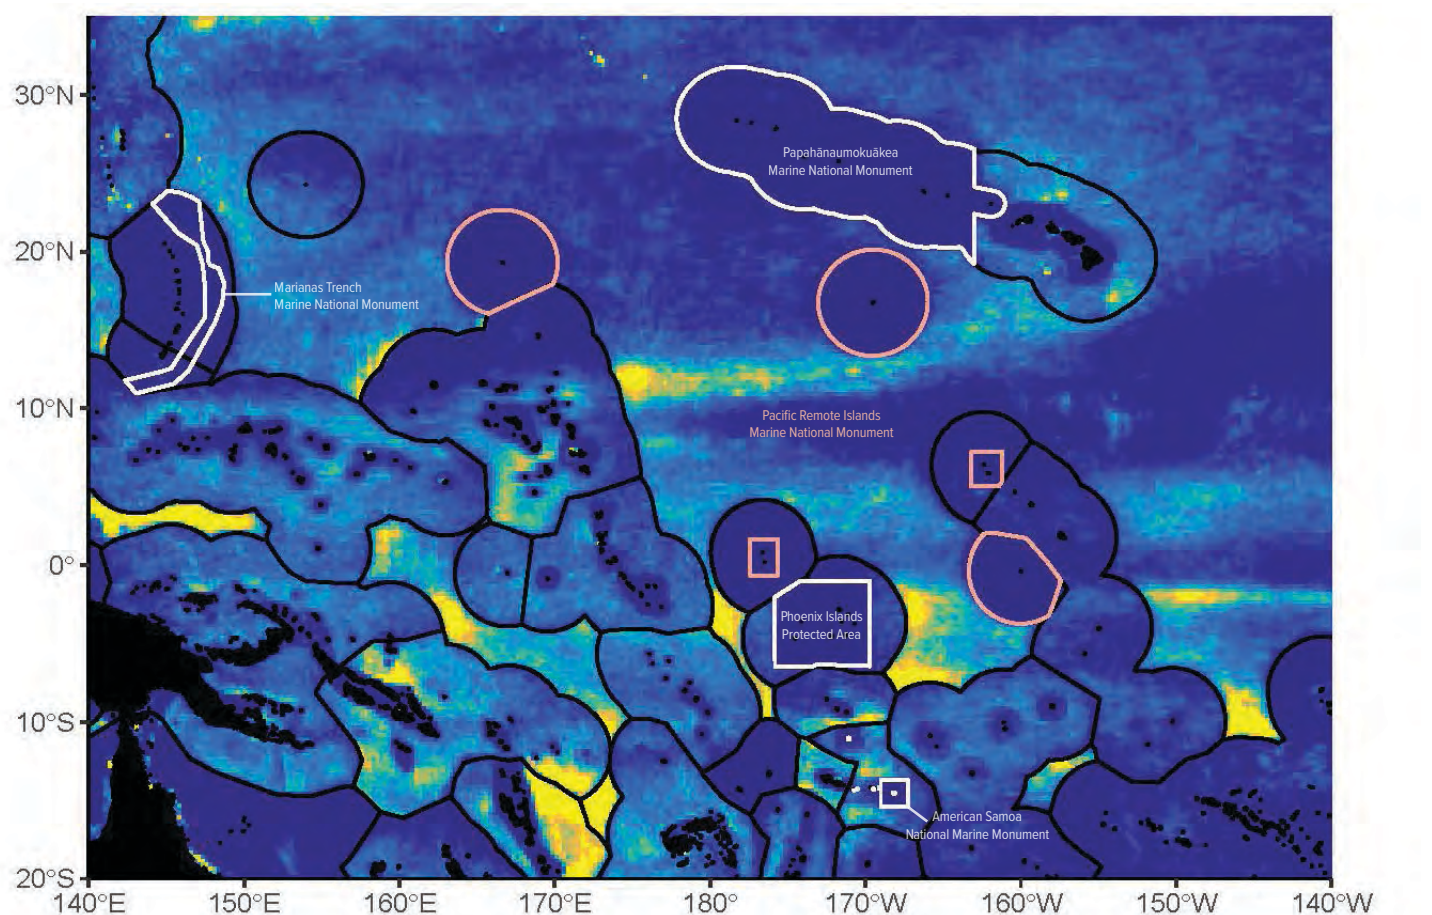 30°N
20°N
10°N
0°
10°S
20°S
Papahānaumokuākea
Marine National Monument
Marianas Trench
Marine National Monument
Pacific Remote Islands
Marine National Monument
Phoenix Islands
Protected Area
American Samoa
National Marine Monument
140°E
150°E
160°E
170°E
180°
170°W
160°W
150°W
140°W